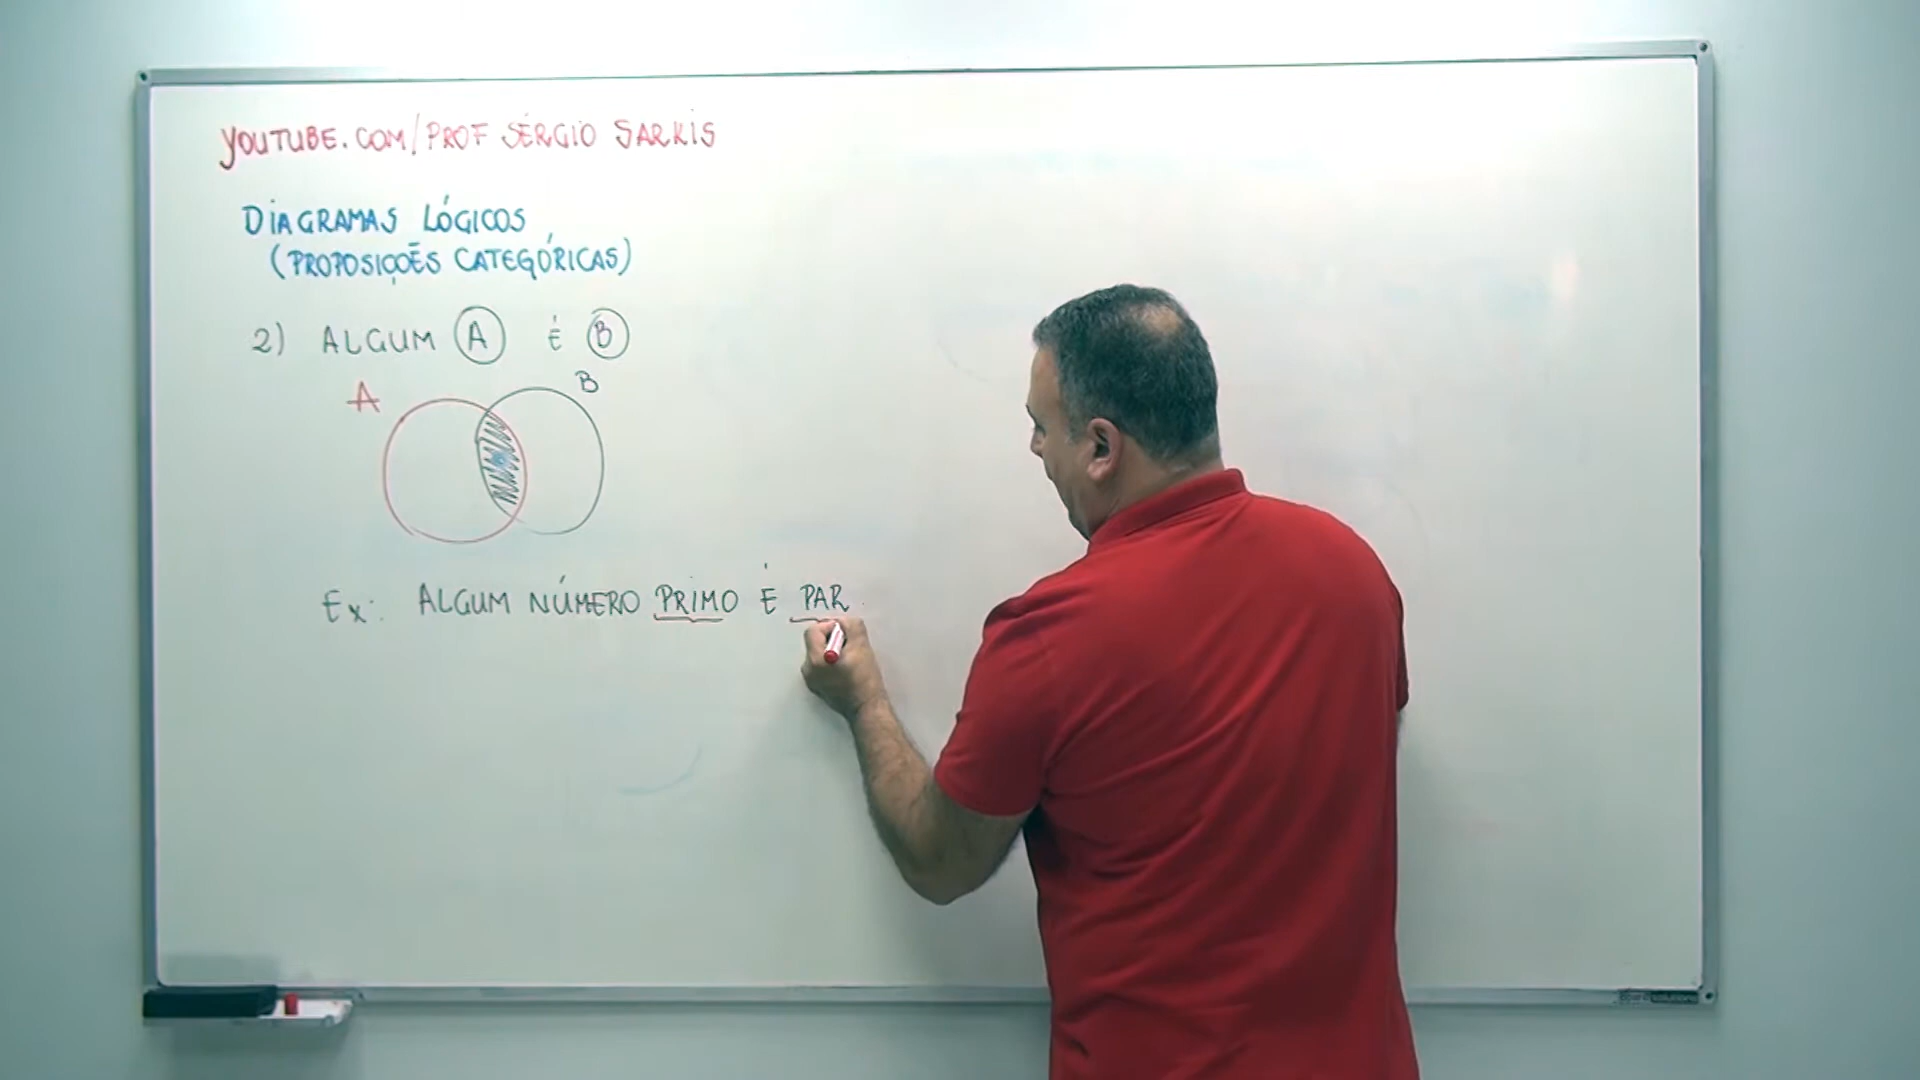 YOUTUBE.COM/PROF SÉRGIO SARKIS
DIAGRAMAS LÓGICOS
(PROPOSIÇÕES CATEGÓRICAS)
2) ALGUM A É B
A B
Ex: ALGUM NÚMERO PRIMO É PAR